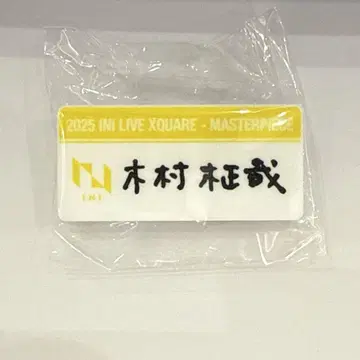 2025 INI LIVE XQUARE - MASTERPIECE
INI
木村 柾哉